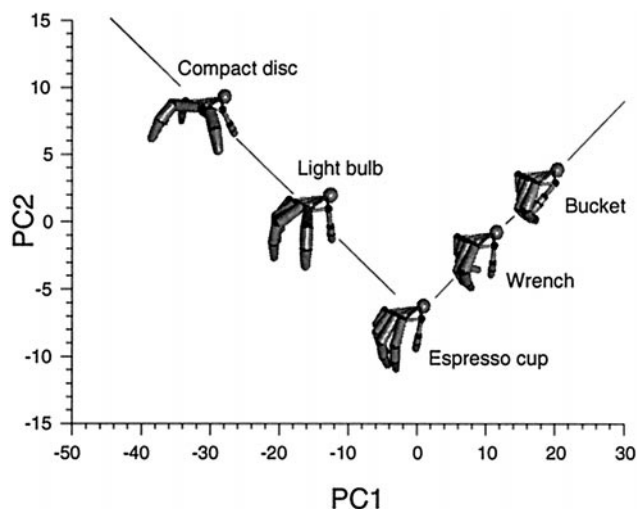 15
Compact disc
10
5
Light bulb
PC2
0
Bucket
-5
Wrench
Espresso cup
-10
-15
-50 -40 -30 -20 -10 0 10 20 30
PC1